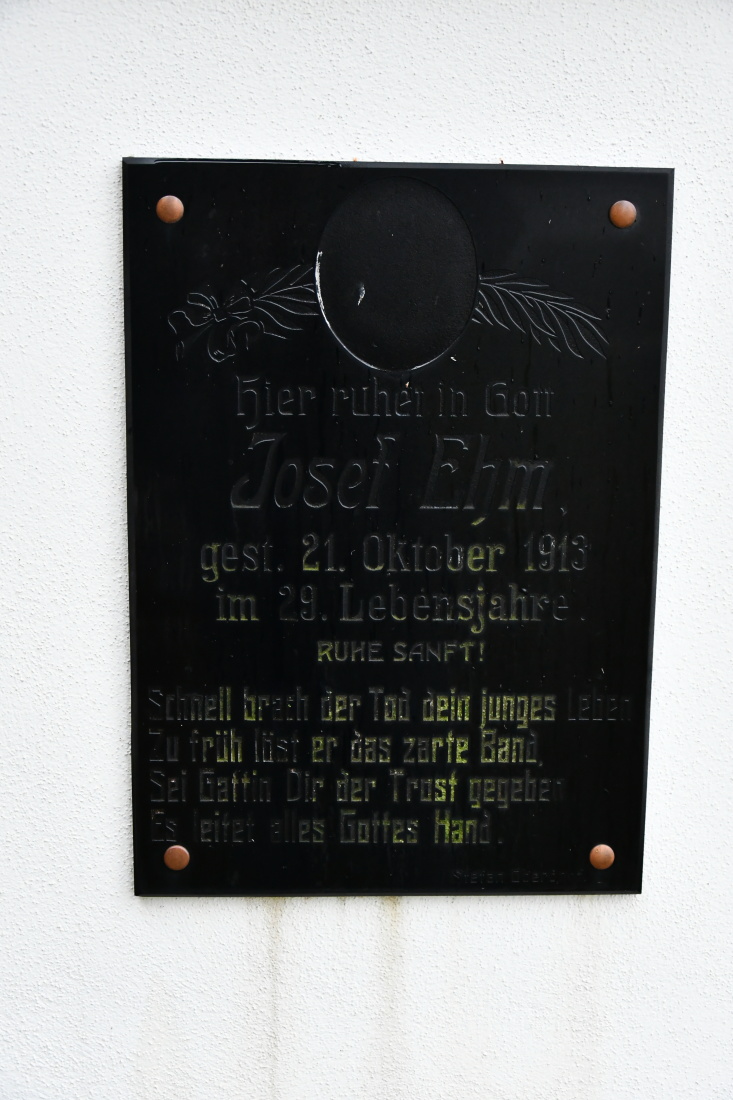 Hier ruhet in Gott
Josef Ehm,
gest. 21. Oktober 1913
im 29. Lebensjahre.
RUHE SANFT!
Schnell brach der Tod dein junges Leben
Zu früh löst er das zarte Band,
Sei Gattin Dir der Trost gegeben
Es leitet alles Gottes Hand.
Stefan